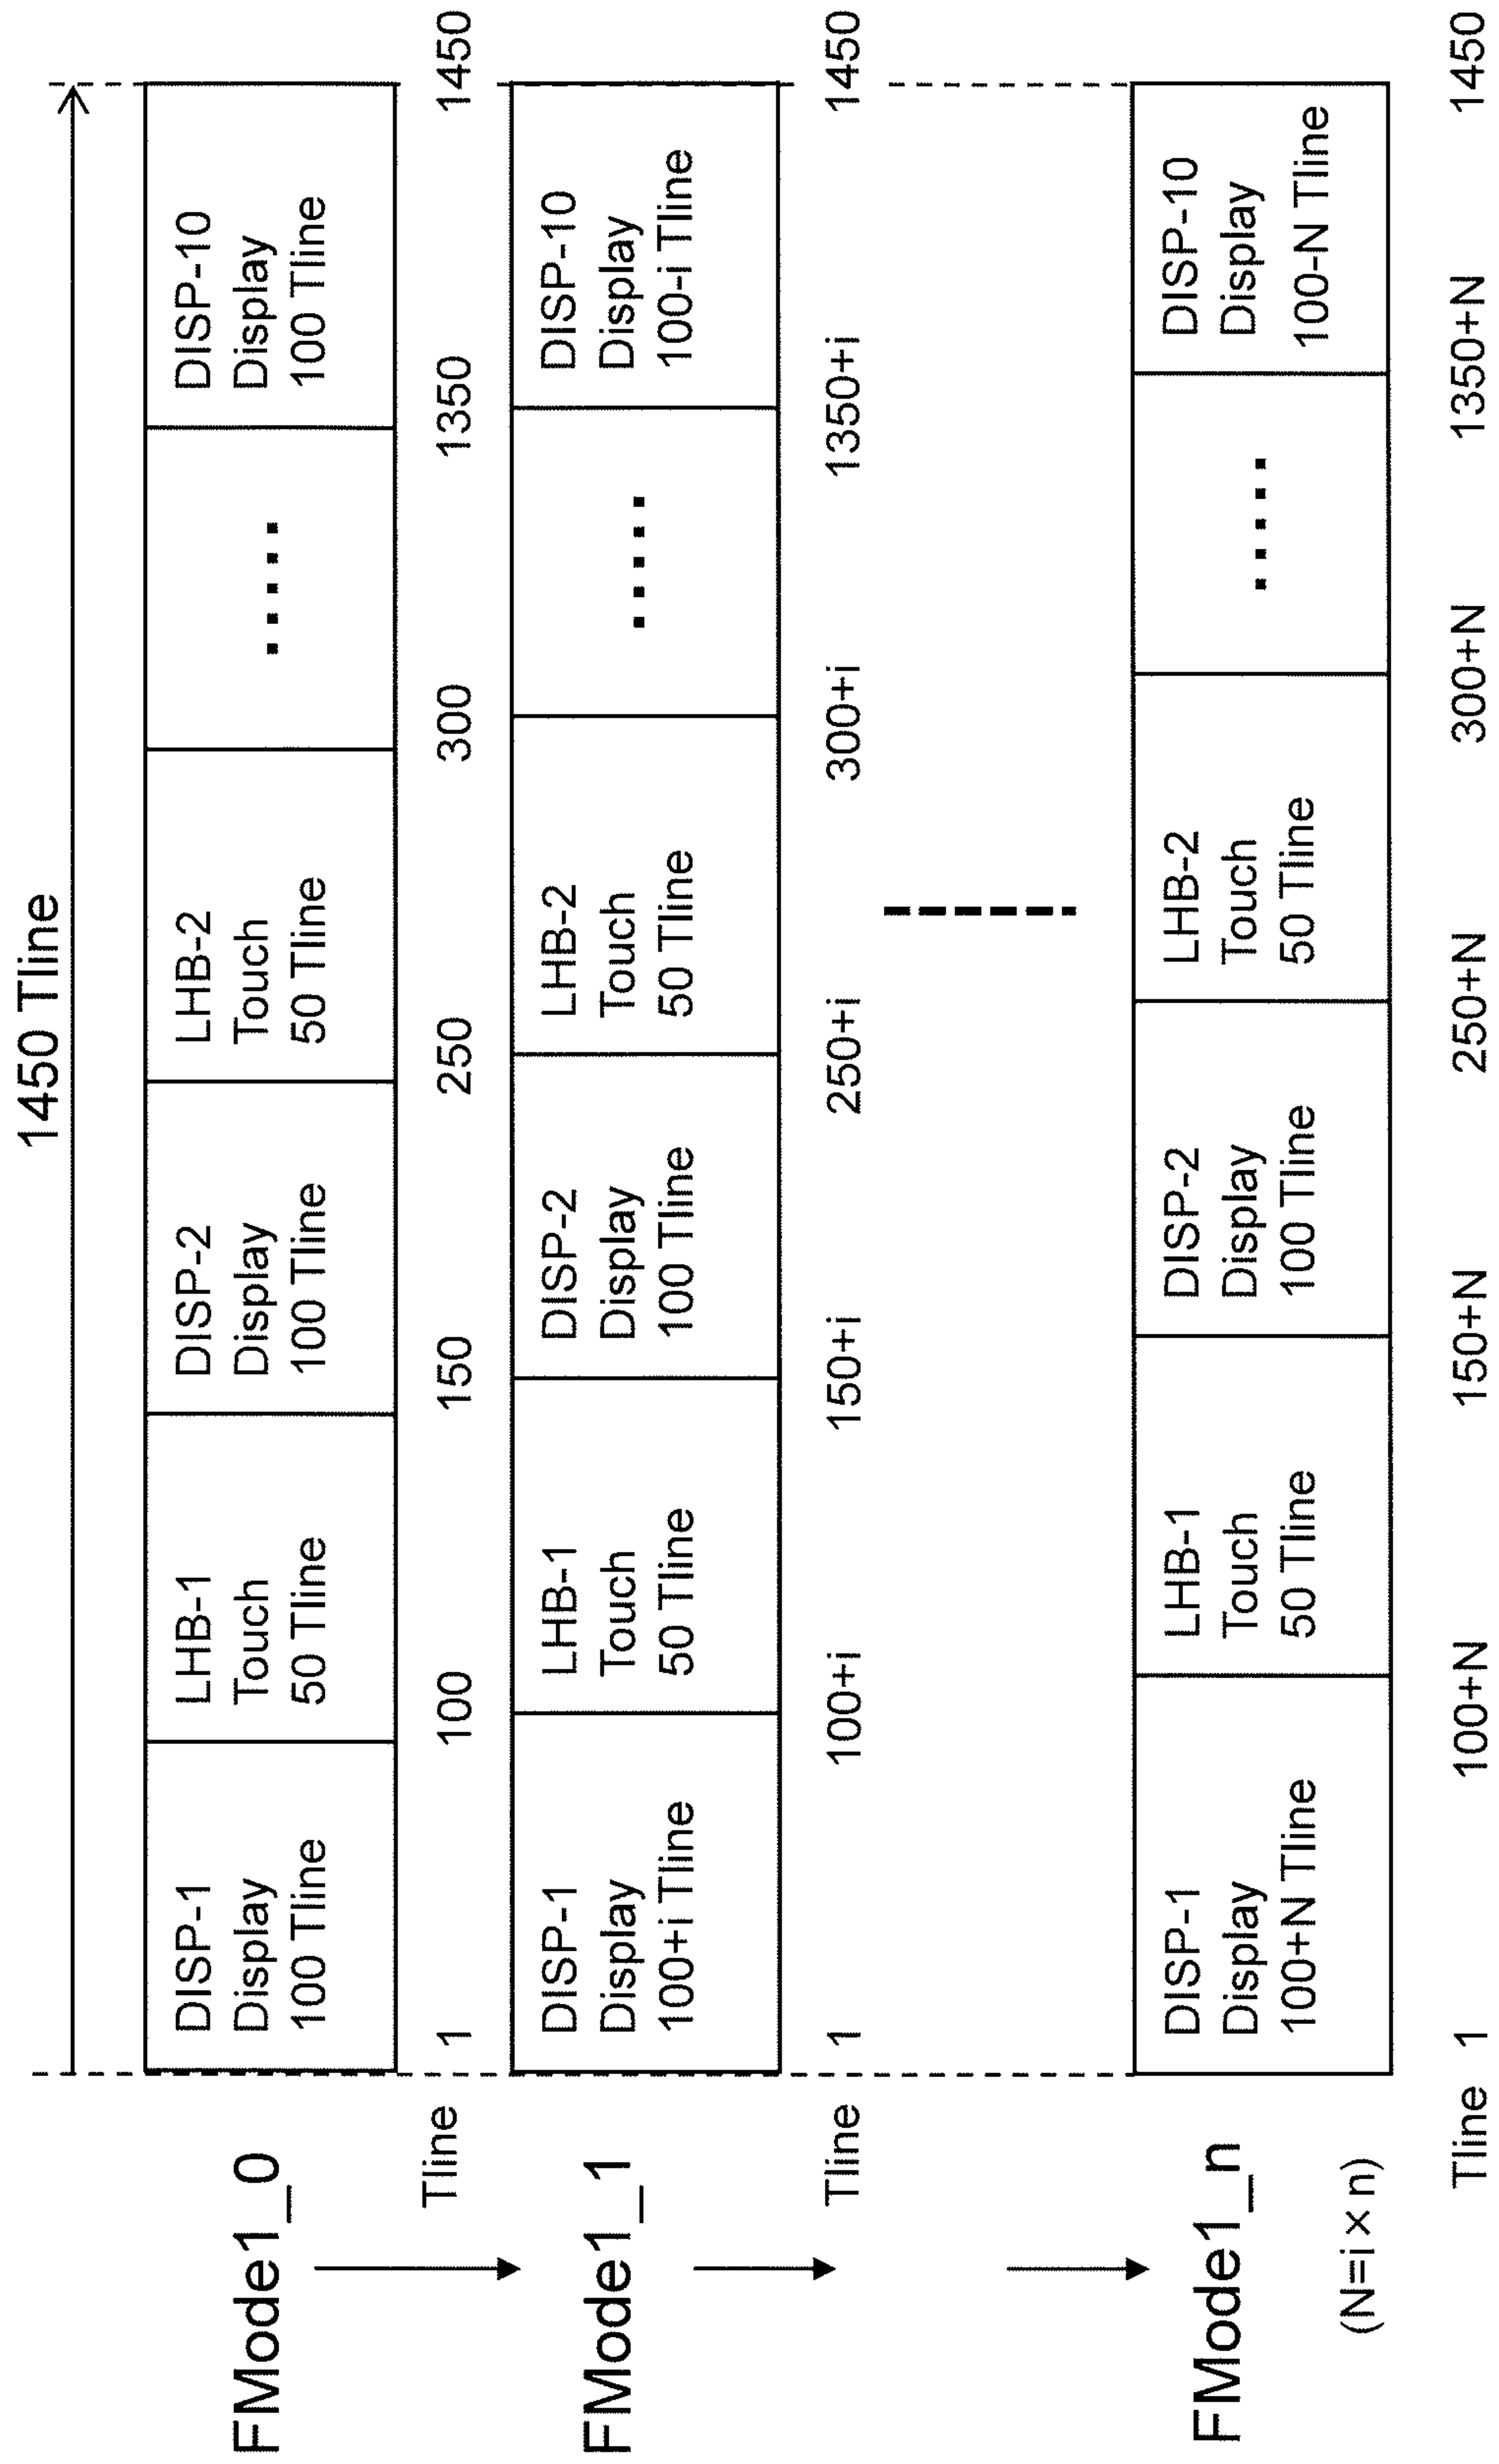 1450 Tline
FMode1_0
DISP-1
Display
100 Tline
LHB-1
Touch
50 Tline
DISP-2
Display
100 Tline
LHB-2
Touch
50 Tline
.....
DISP-10
Display
100 Tline
Tline 1 100 150 250 300 1350 1450
FMode1_1
DISP-1
Display
100+i Tline
LHB-1
Touch
50 Tline
DISP-2
Display
100 Tline
LHB-2
Touch
50 Tline
.....
DISP-10
Display
100-i Tline
Tline 1 100+i 150+i 250+i 300+i 1350+i 1450
FMode1_n
(N=i×n)
DISP-1
Display
100+N Tline
LHB-1
Touch
50 Tline
DISP-2
Display
100 Tline
LHB-2
Touch
50 Tline
.....
DISP-10
Display
100-N Tline
Tline 1 100+N 150+N 250+N 300+N 1350+N 1450